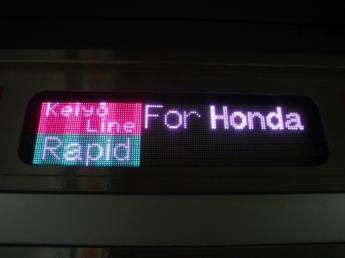 Keiyō
Line
Rapid
For Honda